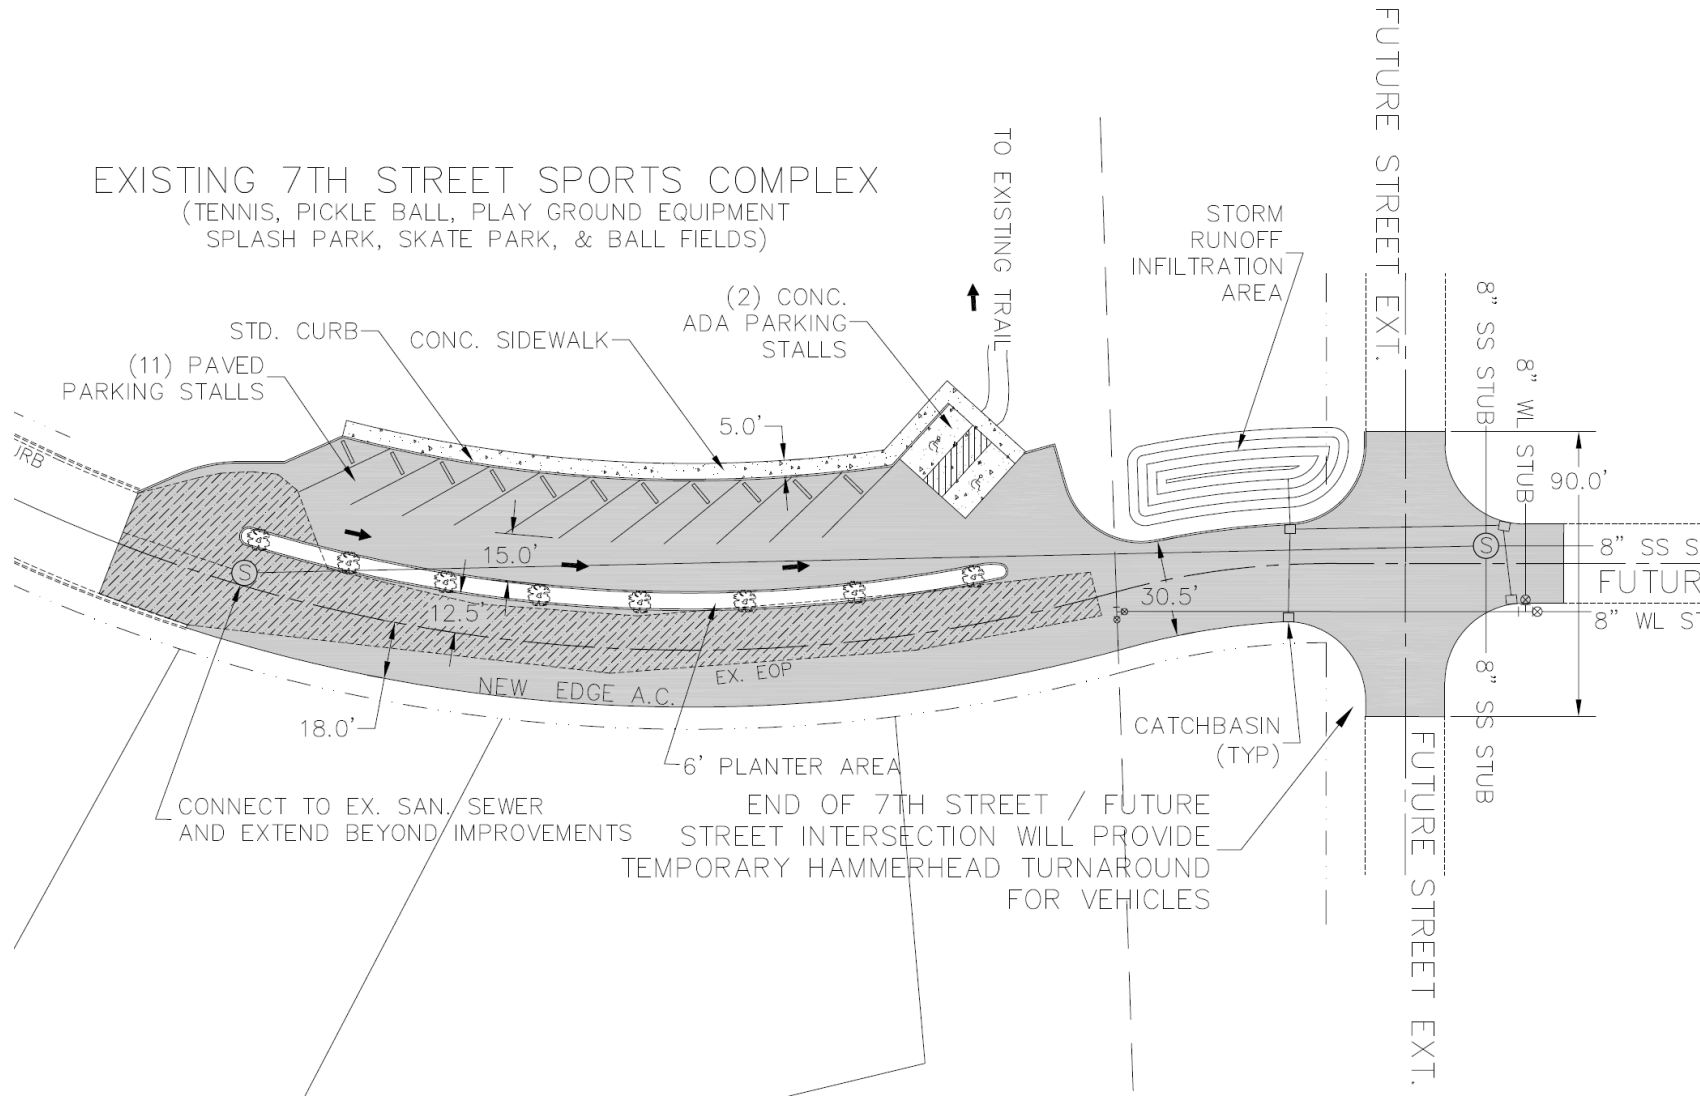 EXISTING 7TH STREET SPORTS COMPLEX
(TENNIS, PICKLE BALL, PLAY GROUND EQUIPMENT
SPLASH PARK, SKATE PARK, & BALL FIELDS)
TO EXISTING TRAIL
FUTURE STREET EXT.
STORM
RUNOFF
INFILTRATION
AREA
(2) CONC.
ADA PARKING
STALLS
STD. CURB
CONC. SIDEWALK
(11) PAVED
PARKING STALLS
5.0'
8" SS STUB
8" WL STUB
90.0'
URB
15.0'
12.5'
30.5'
S
S
8" SS S
FUTUR
8" WL ST
EX. EOP
NEW EDGE A.C.
18.0'
6' PLANTER AREA
CATCHBASIN
(TYP)
8" SS STUB
CONNECT TO EX. SAN. SEWER
AND EXTEND BEYOND IMPROVEMENTS
END OF 7TH STREET / FUTURE
STREET INTERSECTION WILL PROVIDE
TEMPORARY HAMMERHEAD TURNAROUND
FOR VEHICLES
FUTURE STREET EXT.